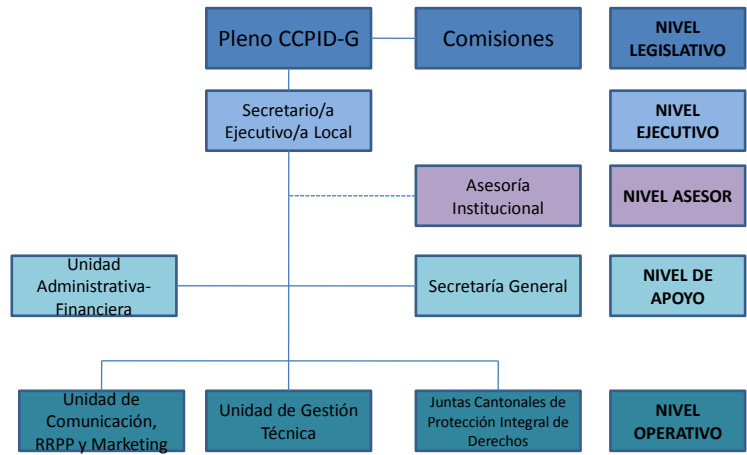 Pleno CCPID-G
Comisiones
NIVEL
LEGISLATIVO
Secretario/a
Ejecutivo/a Local
NIVEL
EJECUTIVO
Asesoría
Institucional
NIVEL ASESOR
Unidad
Administrativa-
Financiera
Secretaría General
NIVEL DE
APOYO
Unidad de
Comunicación,
RRPP y Marketing
Unidad de Gestión
Técnica
Juntas Cantonales de
Protección Integral de
Derechos
NIVEL
OPERATIVO